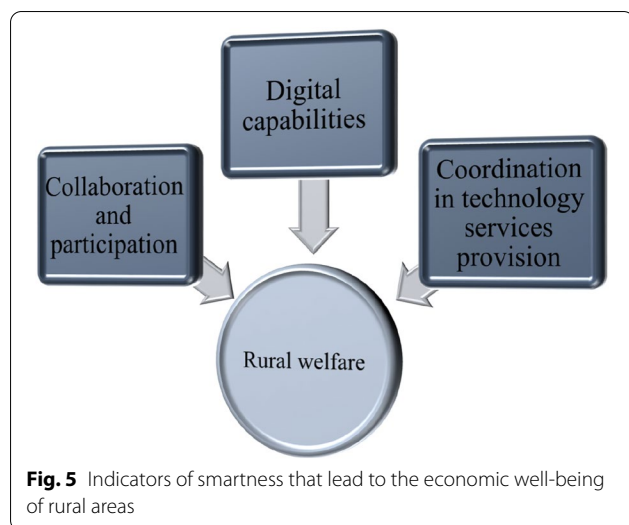 Digital
capabilities
Collaboration
and
participation
Coordination
in technology
services
provision
Rural welfare
Fig. 5 Indicators of smartness that lead to the economic well-being
of rural areas